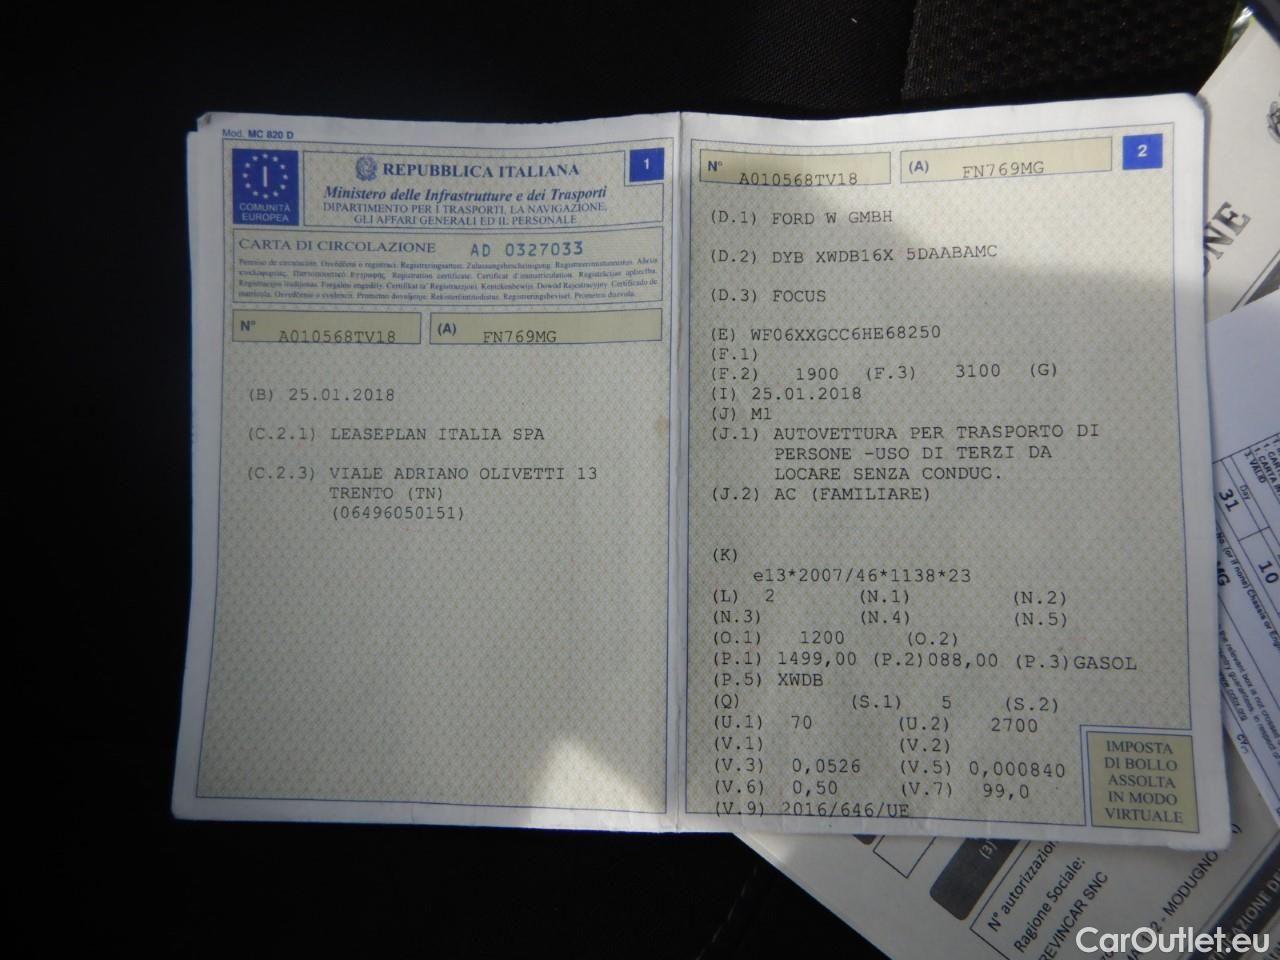 Mod. MC 820 D
COMUNITÀ
EUROPEA
REPUBBLICA ITALIANA
Ministero delle Infrastrutture e dei Trasporti
DIPARTIMENTO PER I TRASPORTI, LA NAVIGAZIONE,
GLI AFFARI GENERALI ED IL PERSONALE
1
CARTA DI CIRCOLAZIONE AD 0327033
N° A010568TV18 (A) FN769MG
(B) 25.01.2018
(C.2.1) LEASEPLAN ITALIA SPA
(C.2.3) VIALE ADRIANO OLIVETTI 13
TRENTO (TN)
(06496050151)
N° A010568TV18 (A) FN769MG
2
(D.1) FORD W GMBH
(D.2) DYB XWDB16X 5DAABAMC
(D.3) FOCUS
(E) WF06XXGCC6HE68250
(F.1)
(F.2) 1900 (F.3) 3100 (G)
(I) 25.01.2018
(J) M1
(J.1) AUTOVETTURA PER TRASPORTO DI
PERSONE -USO DI TERZI DA
LOCARE SENZA CONDUC.
(J.2) AC (FAMILIARE)
(K)
e13*2007/46*1138*23
(L) 2 (N.1) (N.2)
(N.3) (N.4) (N.5)
(O.1) 1200 (O.2)
(P.1) 1499,00 (P.2)088,00 (P.3)GASOL
(P.5) XWDB
(Q) (S.1) 5 (S.2)
(U.1) 70 (U.2) 2700
(V.1) (V.2)
(V.3) 0,0526 (V.5) 0,000840
(V.6) 0,50 (V.7) 99,0
(V.9) 2016/646/UE
IMPOSTA
DI BOLLO
ASSOLTA
IN MODO
VIRTUALE
Day
31
10
(3)
N° autorizzazion
Ragione Sociale:
REVINCAR SNC
MODUGNO
CarOutlet.eu